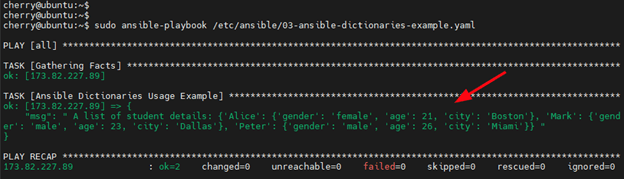 cherry@ubuntu:~$
cherry@ubuntu:~$
cherry@ubuntu:~$ sudo ansible-playbook /etc/ansible/03-ansible-dictionaries-example.yaml
PLAY [all] ****************************************************************************************************
TASK [Gathering Facts] ****************************************************************************************
ok: [173.82.227.89]
TASK [Ansible Dictionaries Usage Example] *********************************************************************
ok: [173.82.227.89] => {
"msg": " A list of student details: {'Alice': {'gender': 'female', 'age': 21, 'city': 'Boston'}, 'Mark': {'gend
er': 'male', 'age': 23, 'city': 'Dallas'}, 'Peter': {'gender': 'male', 'age': 26, 'city': 'Miami'}} "
}
PLAY RECAP ****************************************************************************************************
173.82.227.89 : ok=2 changed=0 unreachable=0 failed=0 skipped=0 rescued=0 ignored=0